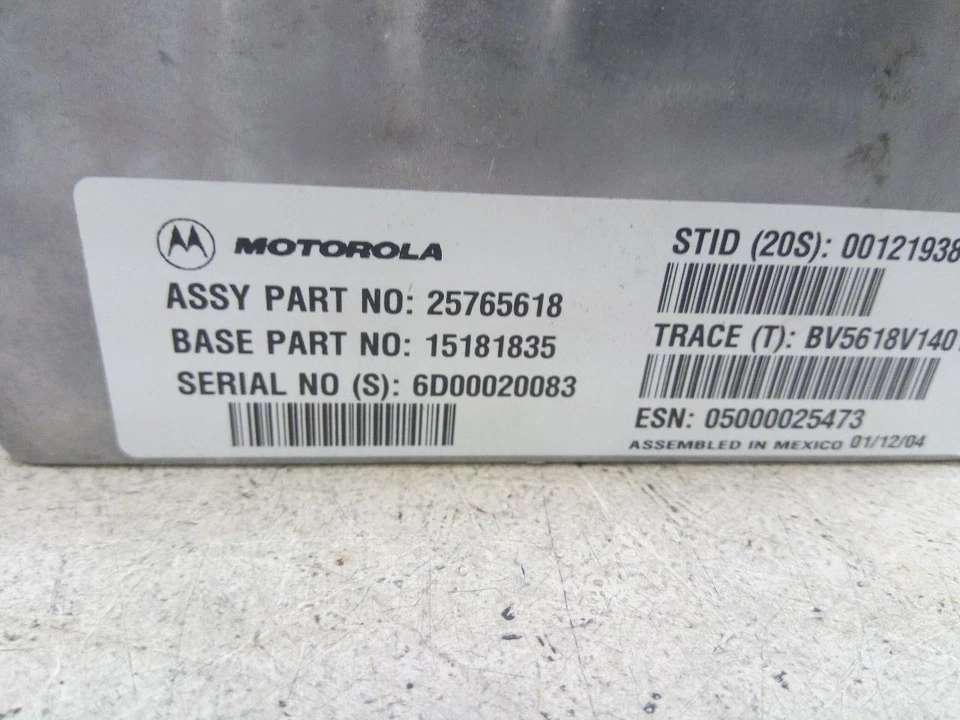 MOTOROLA
ASSY PART NO: 25765618
BASE PART NO: 15181835
SERIAL NO (S): 6D00020083
STID (20S): 00121938
TRACE (T): BV5618V140
ESN: 05000025473
ASSEMBLED IN MEXICO 01/12/04